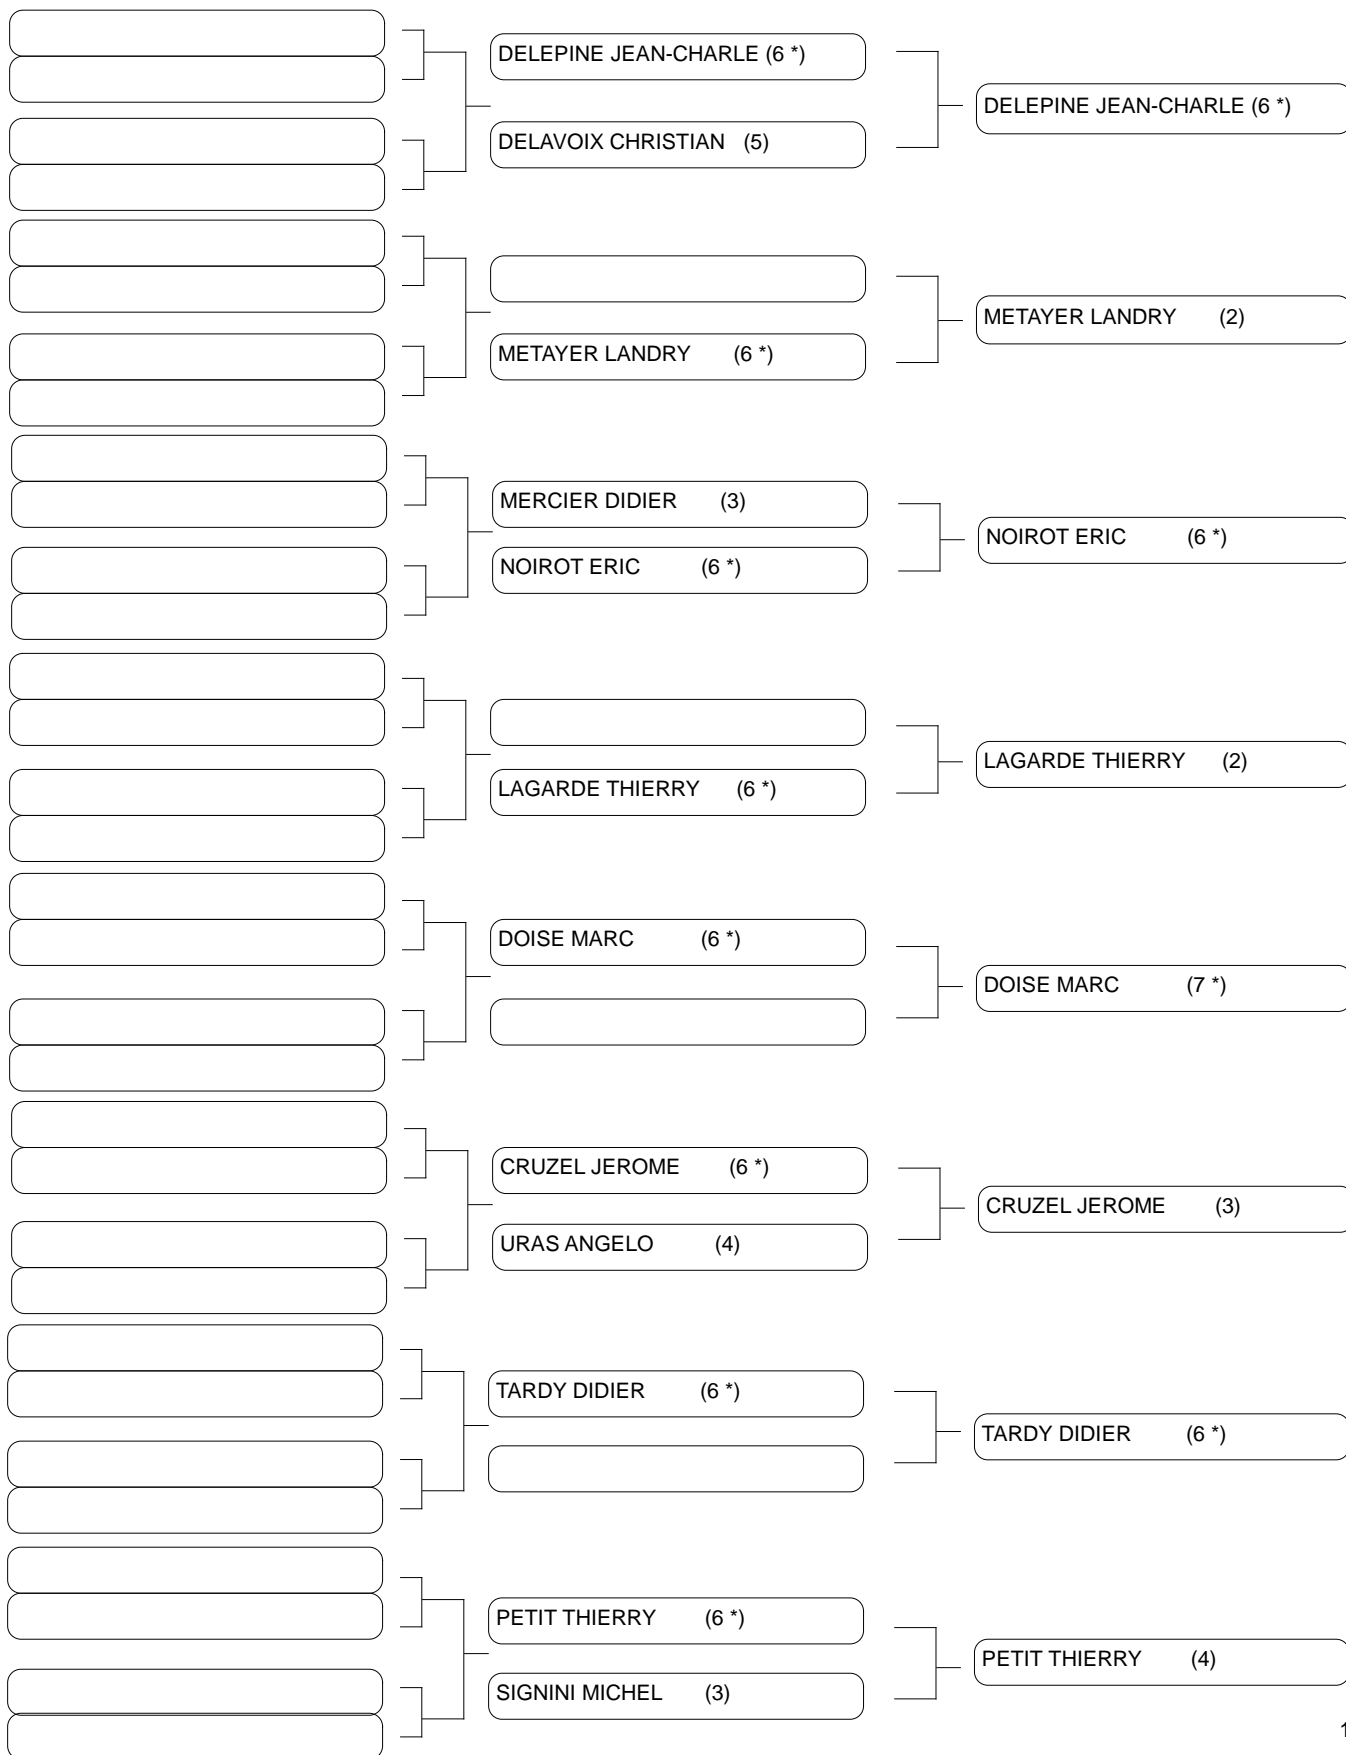 DELEPINE JEAN-CHARLE (6 *)
DELEPINE JEAN-CHARLE (6 *)
DELAVOIX CHRISTIAN (5)
METAYER LANDRY (2)
METAYER LANDRY (6 *)
MERCIER DIDIER (3)
NOIROT ERIC (6 *)
NOIROT ERIC (6 *)
LAGARDE THIERRY (2)
LAGARDE THIERRY (6 *)
DOISE MARC (6 *)
DOISE MARC (7 *)
CRUZEL JEROME (6 *)
CRUZEL JEROME (3)
URAS ANGELO (4)
TARDY DIDIER (6 *)
TARDY DIDIER (6 *)
PETIT THIERRY (6 *)
PETIT THIERRY (4)
SIGNINI MICHEL (3)
1